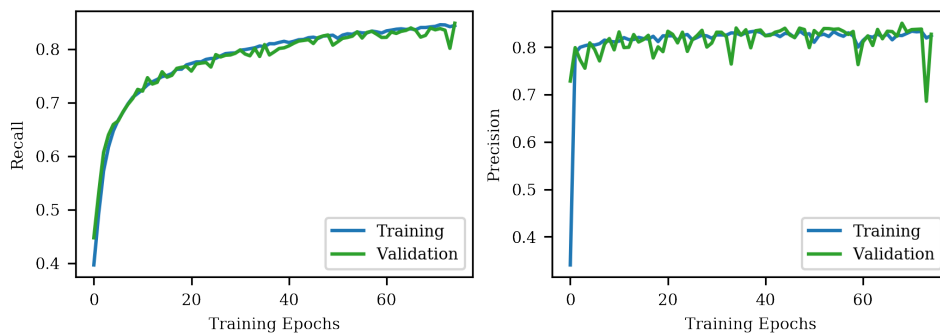 Recall
0.8
0.7
0.6
0.5
0.4
0
20
40
60
Training Epochs
Training
Validation
Precision
0.8
0.7
0.6
0.5
0.4
0
20
40
60
Training Epochs
Training
Validation